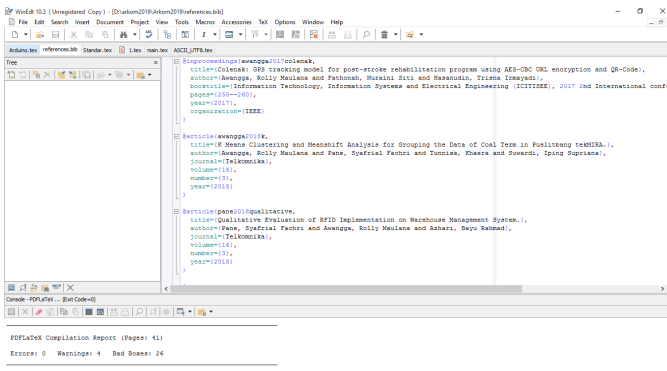 WinEdt 10.3 (Unregistered Copy) - [D:\arkom2019\Arkom2019\references.bib]
File Edit Search Insert Document Project View Tools Macros Accessories TeX Options Window Help
Arduino.tex references.bib Standar.tex L.tex main.tex ASCII_UTF8.tex
Tree
@inproceedings{awangga2017colenak,
title={Colenak: GPS tracking model for post-stroke rehabilitation program using AES-CBC URL encryption and QR-Code},
author={Awangga, Rolly Maulana and Fathonah, Nuraini Siti and Hasanudin, Trisna Irmayadi},
booktitle={Information Technology, Information Systems and Electrical Engineering (ICITISEE), 2017 2nd International conf
pages={255--260},
year={2017},
organization={IEEE}
}
@article{awangga2018k,
title={K Means Clustering and Meanshift Analysis for Grouping the Data of Coal Term in Puslitbang tekMIRA.},
author={Awangga, Rolly Maulana and Pane, Syafrial Fachri and Tunnisa, Khaera and Suwardi, Iping Supriana},
journal={Telkomnika},
volume={16},
number={3},
year={2018}
}
@article{pane2018qualitative,
title={Qualitative Evaluation of RFID Implementation on Warehouse Management System.},
author={Pane, Syafrial Fachri and Awangga, Rolly Maulana and Azhari, Bayu Rahmad},
journal={Telkomnika},
volume={16},
number={3},
year={2018}
}
Console - PDFLaTeX ... (Exit Code=0)
PDFLaTeX Compilation Report (Pages: 41)
Errors: 0 Warnings: 4 Bad Boxes: 26